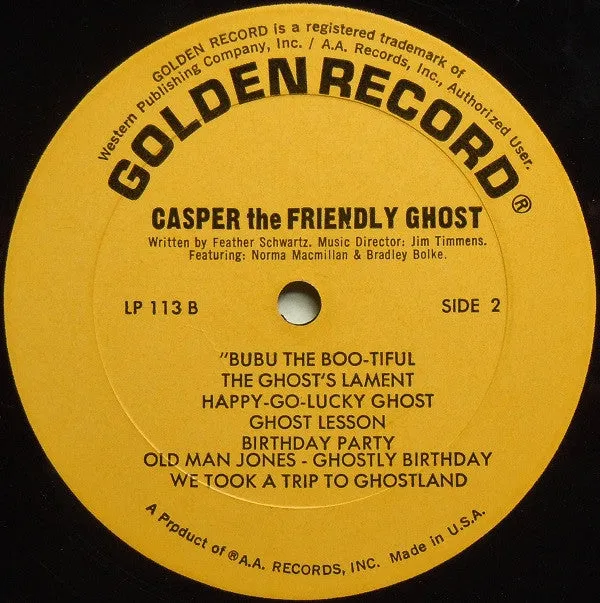 GOLDEN RECORD is a registered trademark of
Western Publishing Company, Inc. / A.A. Records, Inc., Authorized User.
GOLDEN RECORD®
CASPER the FRIENDLY GHOST
Written by Feather Schwartz. Music Director: Jim Timmens.
Featuring: Norma Macmillan & Bradley Bolke.
LP 113 B
SIDE 2
"BUBU THE BOO-TIFUL
THE GHOST'S LAMENT
HAPPY-GO-LUCKY GHOST
GHOST LESSON
BIRTHDAY PARTY
OLD MAN JONES - GHOSTLY BIRTHDAY
WE TOOK A TRIP TO GHOSTLAND
A Product of ® A.A. RECORDS, INC. Made in U.S.A.